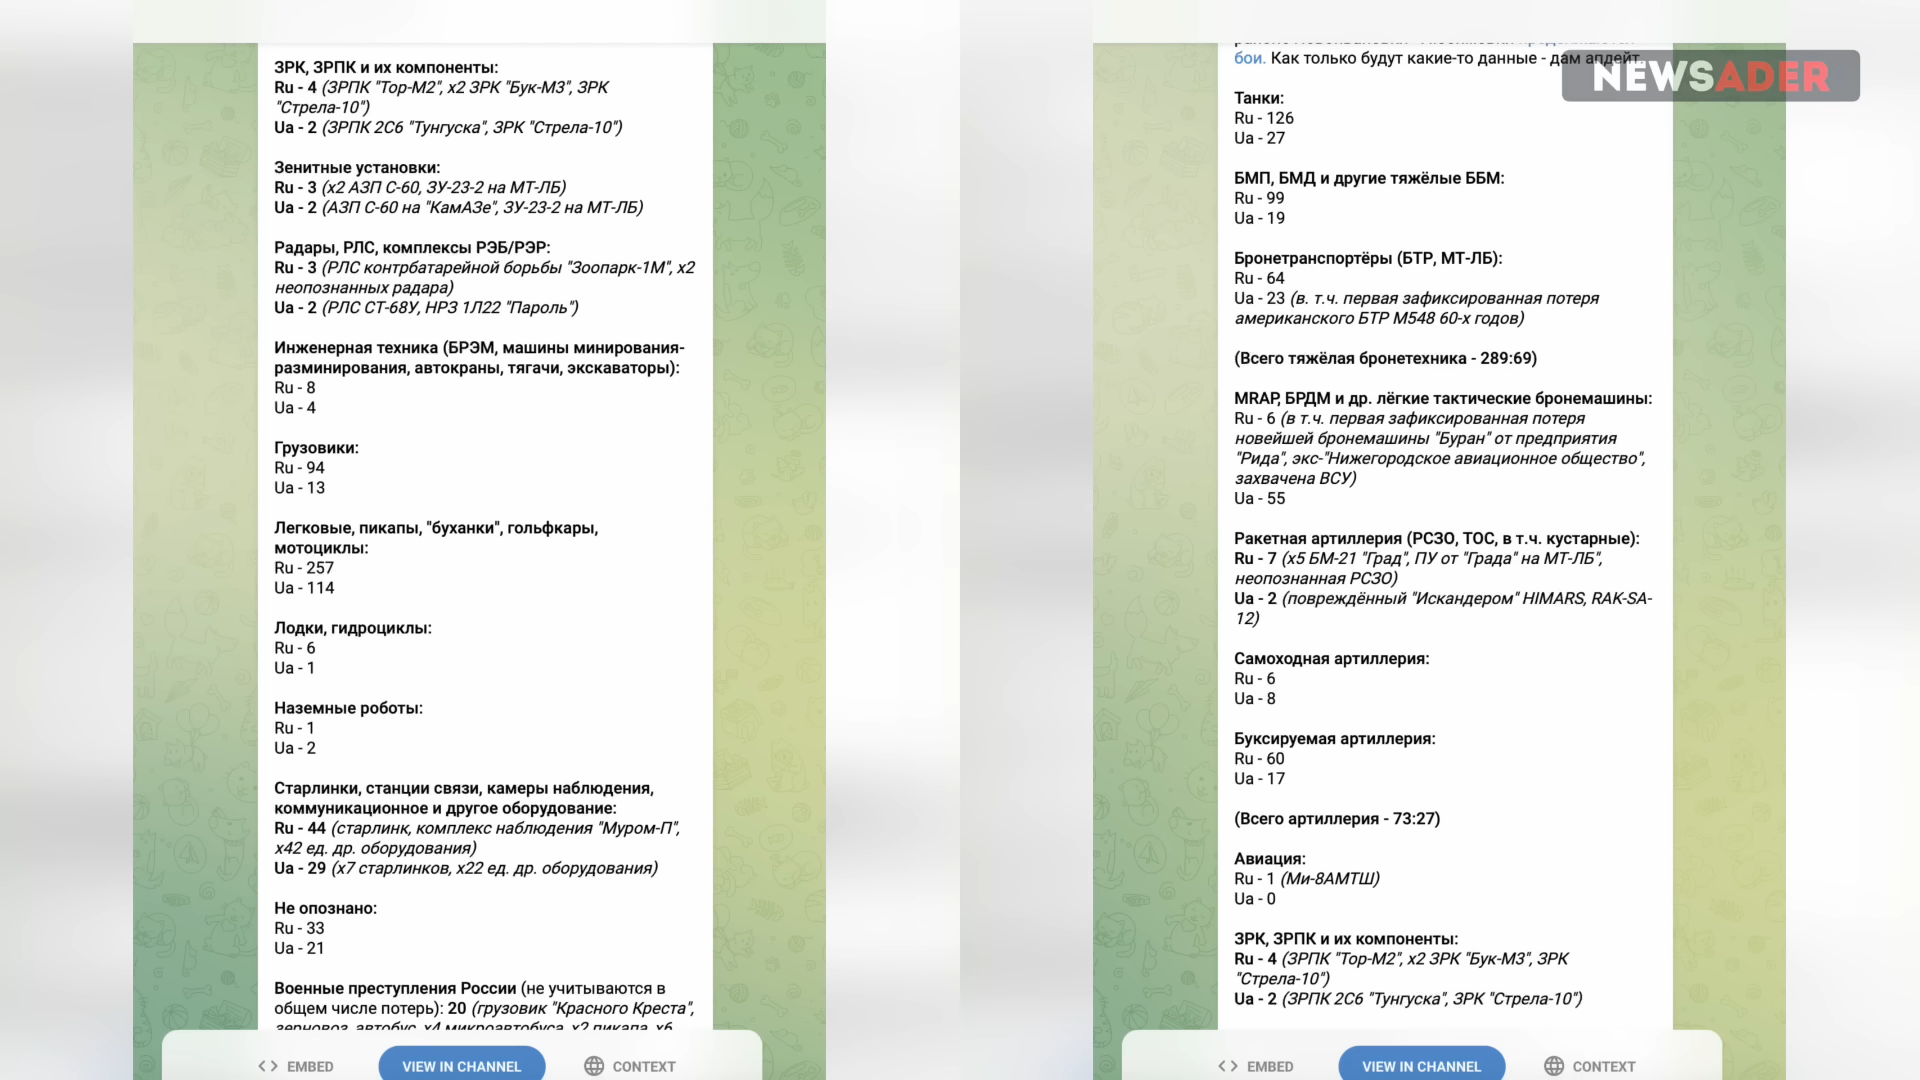 ЗРК, ЗРПК и их компоненты:
Ru - 4 (ЗРПК "Тор-М2", х2 ЗРК "Бук-М3", ЗРК
"Стрела-10")
Ua - 2 (ЗРПК 2С6 "Тунгуска", ЗРК "Стрела-10")
Зенитные установки:
Ru - 3 (х2 АЗП С-60, ЗУ-23-2 на МТ-ЛБ)
Ua - 2 (АЗП С-60 на "КамАЗе", ЗУ-23-2 на МТ-ЛБ)
Радары, РЛС, комплексы РЭБ/РЭР:
Ru - 3 (РЛС контрбатарейной борьбы "Зоопарк-1М", х2
неопознанных радара)
Ua - 2 (РЛС СТ-68У, НРЗ 1Л22 "Пароль")
Инженерная техника (БРЭМ, машины минирования-
разминирования, автокраны, тягачи, экскаваторы):
Ru - 8
Ua - 4
Грузовики:
Ru - 94
Ua - 13
Легковые, пикапы, "буханки", гольфкары,
мотоциклы:
Ru - 257
Ua - 114
Лодки, гидроциклы:
Ru - 6
Ua - 1
Наземные роботы:
Ru - 1
Ua - 2
Старлинки, станции связи, камеры наблюдения,
коммуникационное и другое оборудование:
Ru - 44 (старлинк, комплекс наблюдения "Муром-П",
х42 ед. др. оборудования)
Ua - 29 (х7 старлинков, х22 ед. др. оборудования)
Не опознано:
Ru - 33
Ua - 21
Военные преступления России (не учитываются в
общем числе потерь): 20 (грузовик "Красного Креста",
зерновоз, автобус, х4 микроавтобуса, х2 пикапа, х6
EMBED
VIEW IN CHANNEL
CONTEXT
бои. Как только будут какие-то данные - дам апдейт.
NEWSADER
Танки:
Ru - 126
Ua - 27
БМП, БМД и другие тяжёлые ББМ:
Ru - 99
Ua - 19
Бронетранспортёры (БТР, МТ-ЛБ):
Ru - 64
Ua - 23 (в. т.ч. первая зафиксированная потеря
американского БТР М548 60-х годов)
(Всего тяжёлая бронетехника - 289:69)
MRAP, БРДМ и др. лёгкие тактические бронемашины:
Ru - 6 (в т.ч. первая зафиксированная потеря
новейшей бронемашины "Буран" от предприятия
"Рида", экс-"Нижегородское авиационное общество",
захвачена ВСУ)
Ua - 55
Ракетная артиллерия (РСЗО, ТОС, в т.ч. кустарные):
Ru - 7 (х5 БМ-21 "Град", ПУ от "Града" на МТ-ЛБ",
неопознанная РСЗО)
Ua - 2 (повреждённый "Искандером" HIMARS, RAK-SA-
12)
Самоходная артиллерия:
Ru - 6
Ua - 8
Буксируемая артиллерия:
Ru - 60
Ua - 17
(Всего артиллерия - 73:27)
Авиация:
Ru - 1 (Ми-8АМТШ)
Ua - 0
ЗРК, ЗРПК и их компоненты:
Ru - 4 (ЗРПК "Тор-М2", х2 ЗРК "Бук-М3", ЗРК
"Стрела-10")
Ua - 2 (ЗРПК 2С6 "Тунгуска", ЗРК "Стрела-10")
EMBED
VIEW IN CHANNEL
CONTEXT